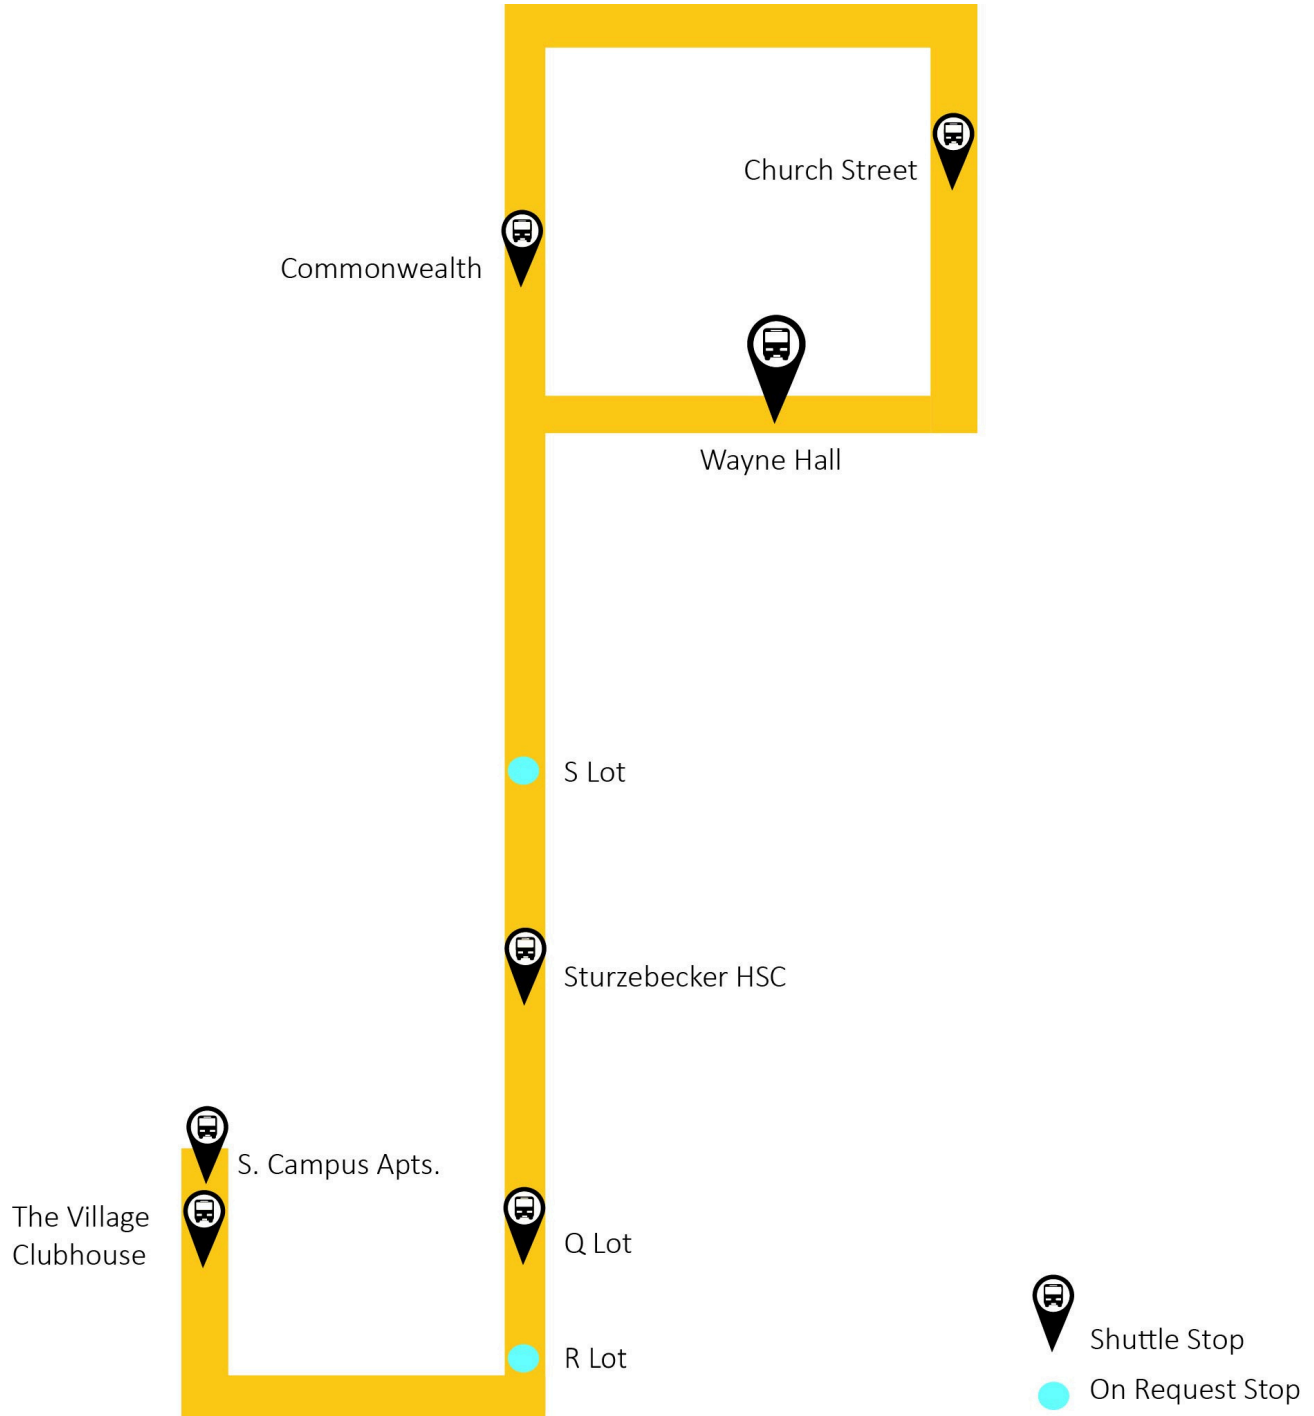 Church Street
Commonwealth
Wayne Hall
S Lot
Sturzebecker HSC
S. Campus Apts.
The Village
Clubhouse
Q Lot
R Lot
Shuttle Stop
On Request Stop